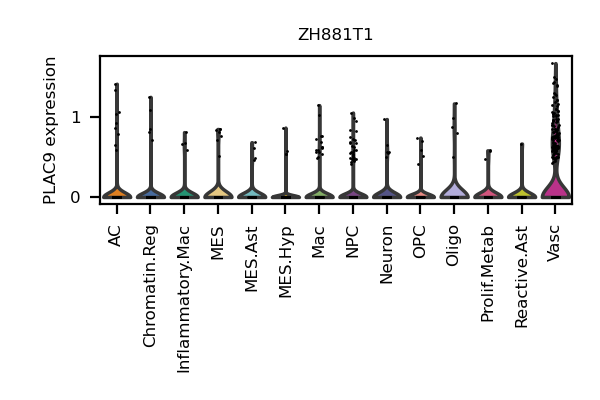 ZH881T1
PLAC9 expression
1
0
AC
Chromatin.Reg
Inflammatory.Mac
MES
MES.Ast
MES.Hyp
Mac
NPC
Neuron
OPC
Oligo
Prolif.Metab
Reactive.Ast
Vasc